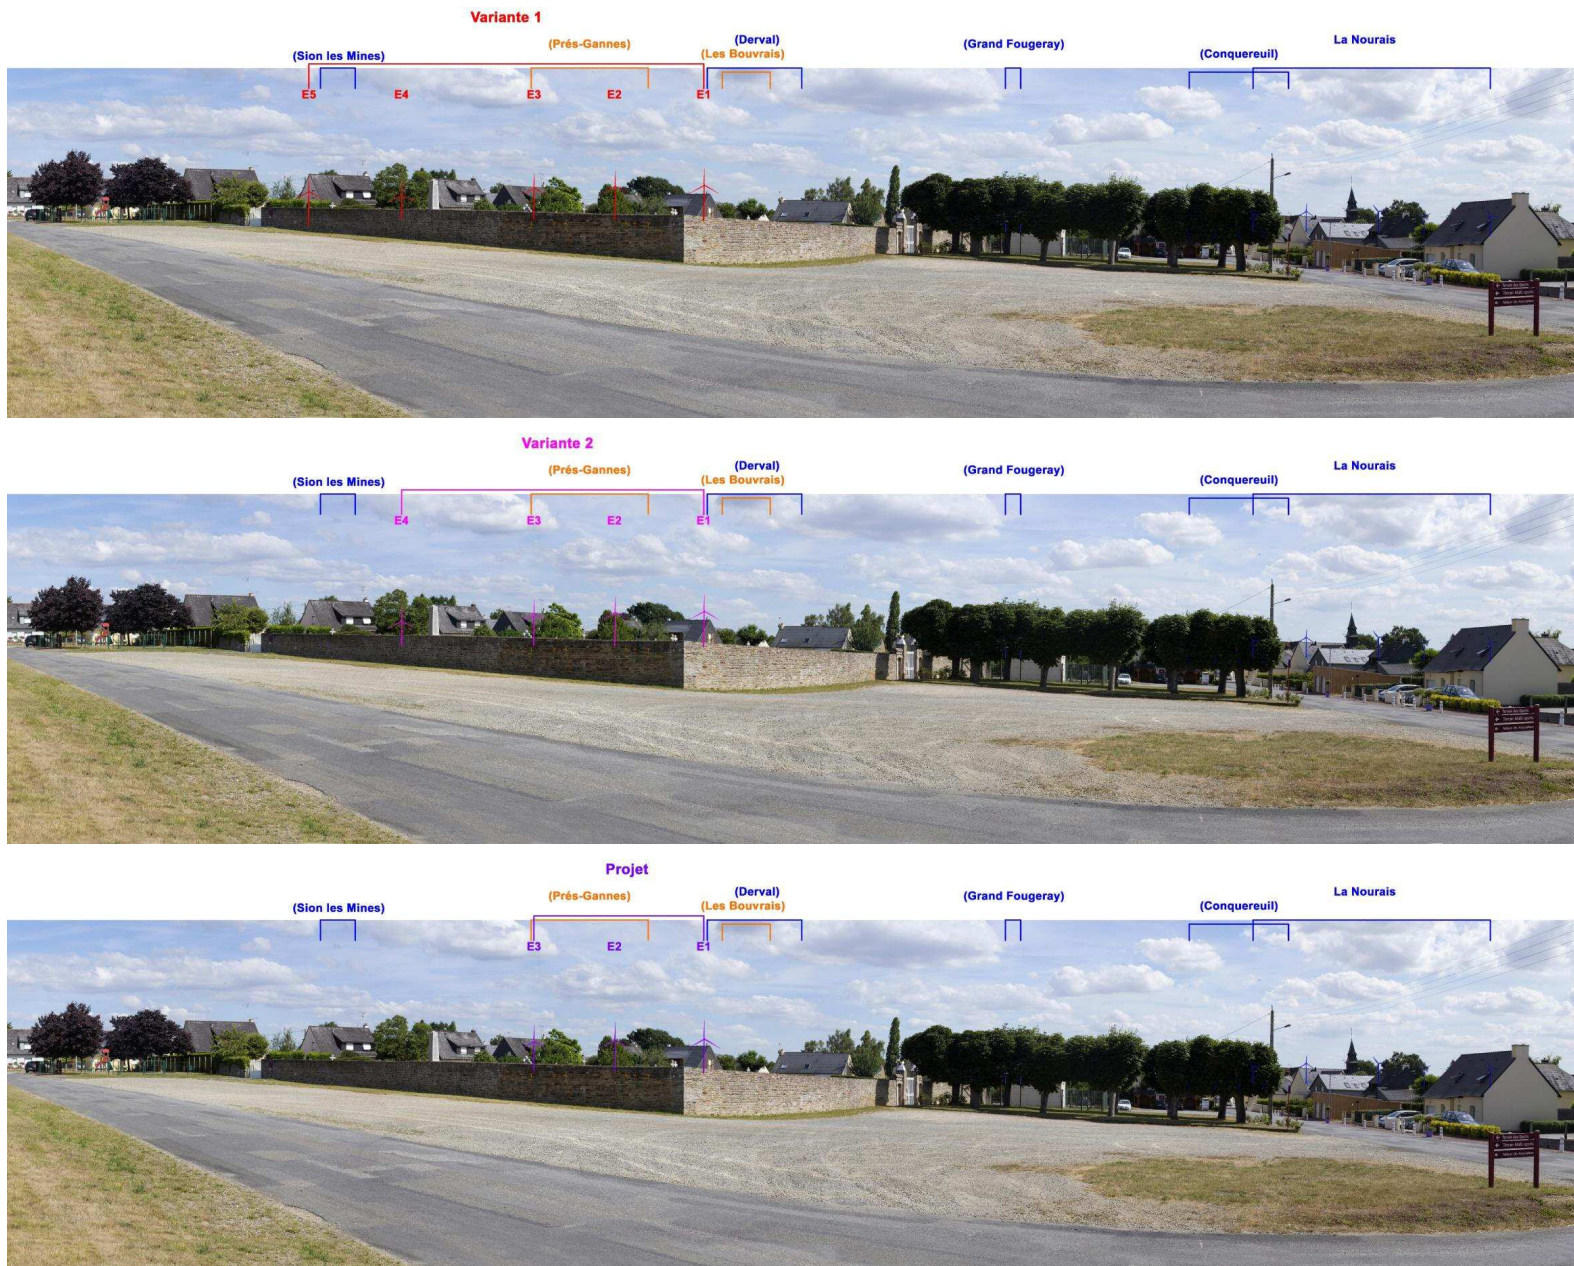 Variante 1
(Sion les Mines) (Prés-Gannes) (Derval) (Les Bouvrais) (Grand Fougeray) (Conquereuil) La Nourais
E5 E4 E3 E2 E1
Variante 2
(Sion les Mines) (Prés-Gannes) (Derval) (Les Bouvrais) (Grand Fougeray) (Conquereuil) La Nourais
E4 E3 E2 E1
Projet
(Sion les Mines) (Prés-Gannes) (Derval) (Les Bouvrais) (Grand Fougeray) (Conquereuil) La Nourais
E3 E2 E1